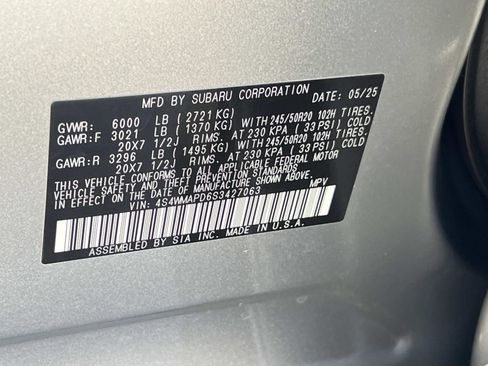 MFD BY SUBARU CORPORATION DATE: 05/25
GVWR: 6000 LB ( 2721 KG)
GAWR:F 3021 LB ( 1370 KG) WITH 245/50R20 102H TIRES,
20X7 1/2J RIMS. AT 230 KPA ( 33 PSI) COLD
GAWR:R 3296 LB ( 1495 KG) WITH 245/50R20 102H TIRES,
20X7 1/2J RIMS. AT 230 KPA ( 33 PSI) COLD
THIS VEHICLE CONFORMS TO ALL APPLICABLE FEDERAL MOTOR
VEHICLE SAFETY AND THEFT PREVENTION STANDARDS
IN EFFECT ON THE DATE OF MANUFACTURE SHOWN ABOVE.
VIN: 4S4WMAPD6S3427063 MPV
ASSEMBLED BY SIA INC. MADE IN U.S.A.